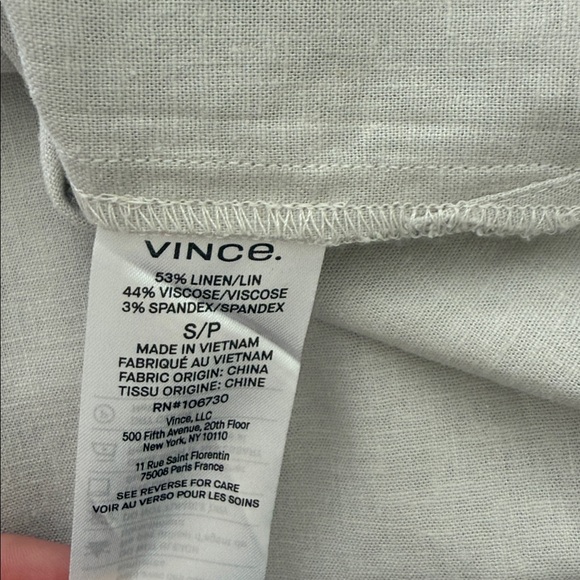 VINCE.
53% LINEN/LIN
44% VISCOSE/VISCOSE
3% SPANDEX/SPANDEX
S/P
MADE IN VIETNAM
FABRIQUÉ AU VIETNAM
FABRIC ORIGIN: CHINA
TISSU ORIGINE: CHINE
RN#106730
Vince, LLC
500 Fifth Avenue, 20th Floor
New York, NY 10110
11 Rue Saint Florentin
75008 Paris France
SEE REVERSE FOR CARE
VOIR AU VERSO POUR LES SOINS